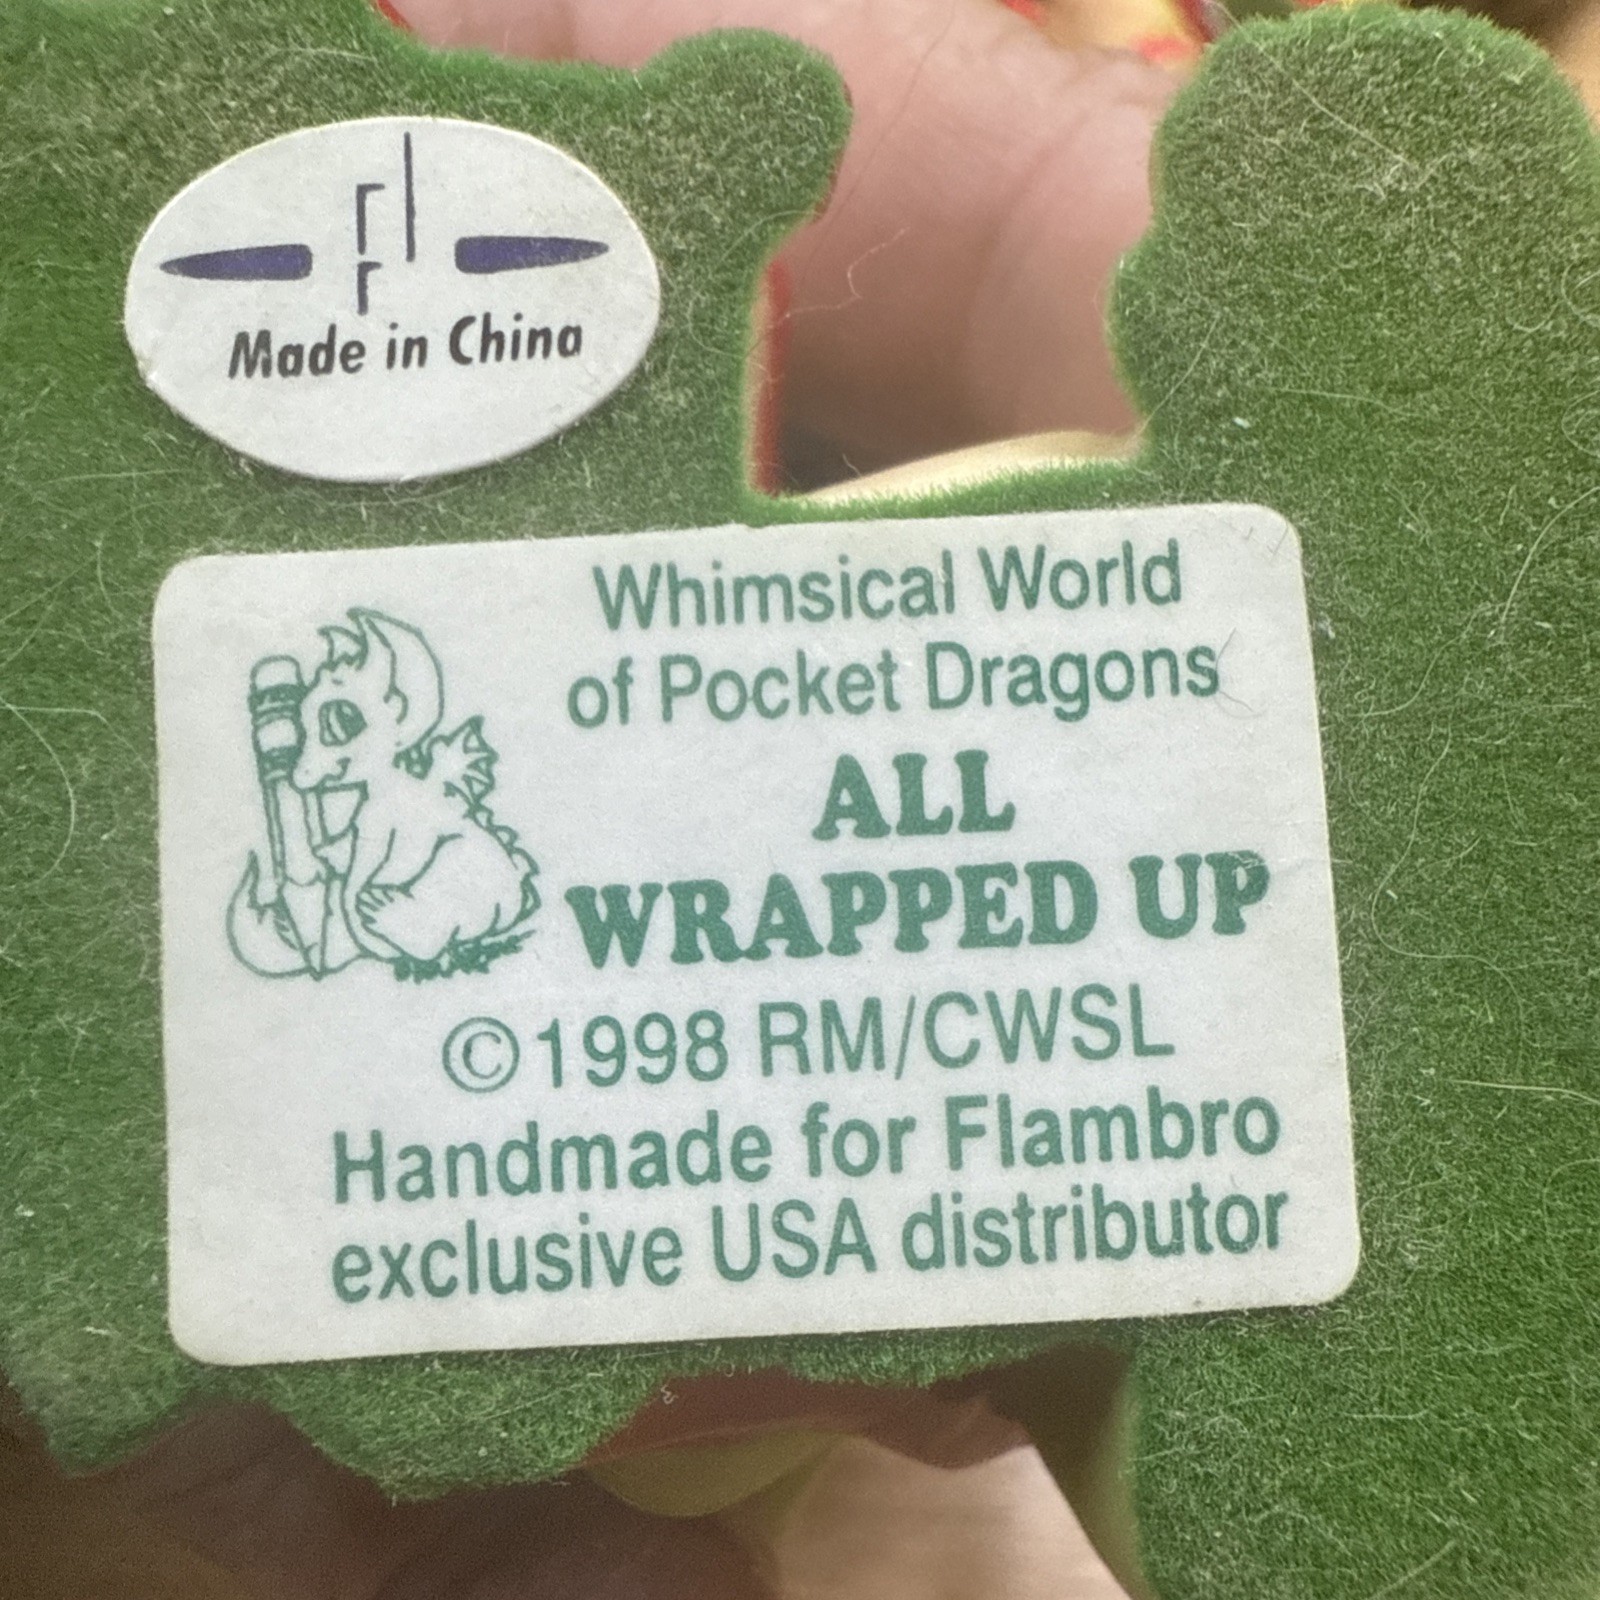 Made in China
Whimsical World
of Pocket Dragons
ALL
WRAPPED UP
©1998 RM/CWSL
Handmade for Flambro
exclusive USA distributor